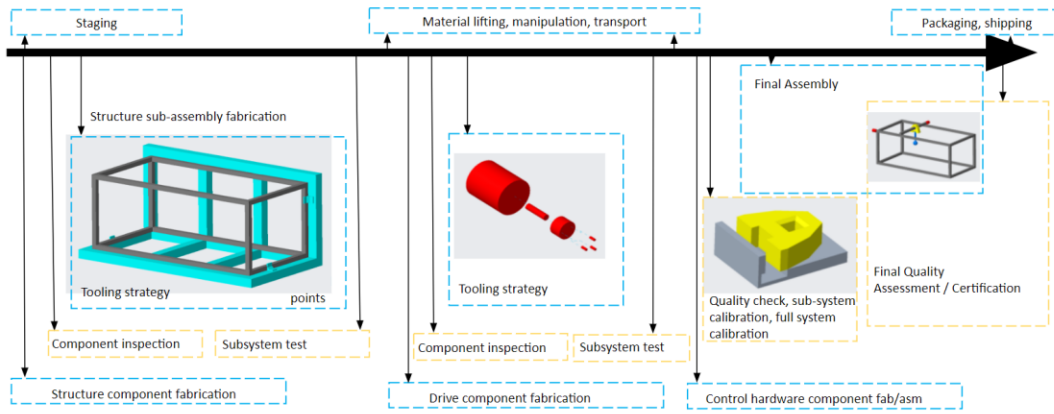 Staging
Material lifting, manipulation, transport
Packaging, shipping
Final Assembly
Structure sub-assembly fabrication
Tooling strategy
points
Tooling strategy
Quality check, sub-system
calibration, full system
calibration
Final Quality
Assessment / Certification
Component inspection
Subsystem test
Component inspection
Subsystem test
Structure component fabrication
Drive component fabrication
Control hardware component fab/asm